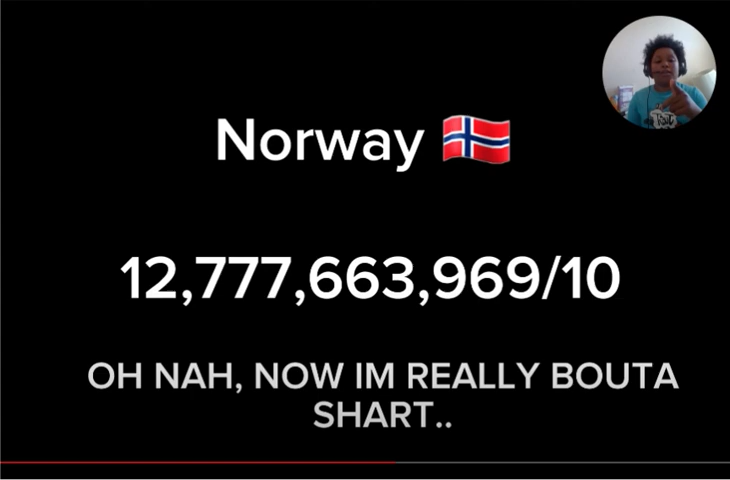 Norway 🇳🇴
12,777,663,969/10
OH NAH, NOW IM REALLY BOUTA
SHART..